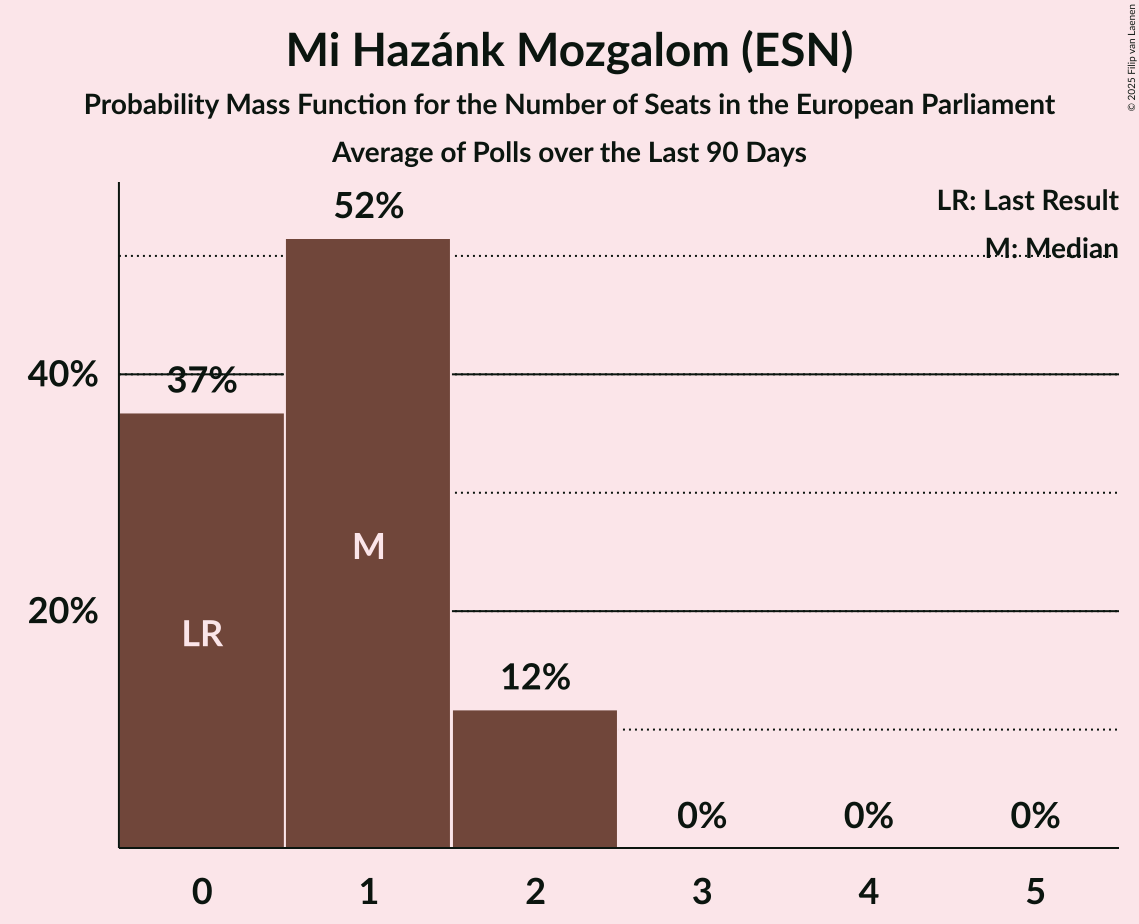 Mi Hazánk Mozgalom (ESN)
Probability Mass Function for the Number of Seats in the European Parliament
Average of Polls over the Last 90 Days
© 2025 Filip van Laenen
LR: Last Result
M: Median
52%
40%
37%
M
20%
LR
12%
0%
0%
0%
0
1
2
3
4
5